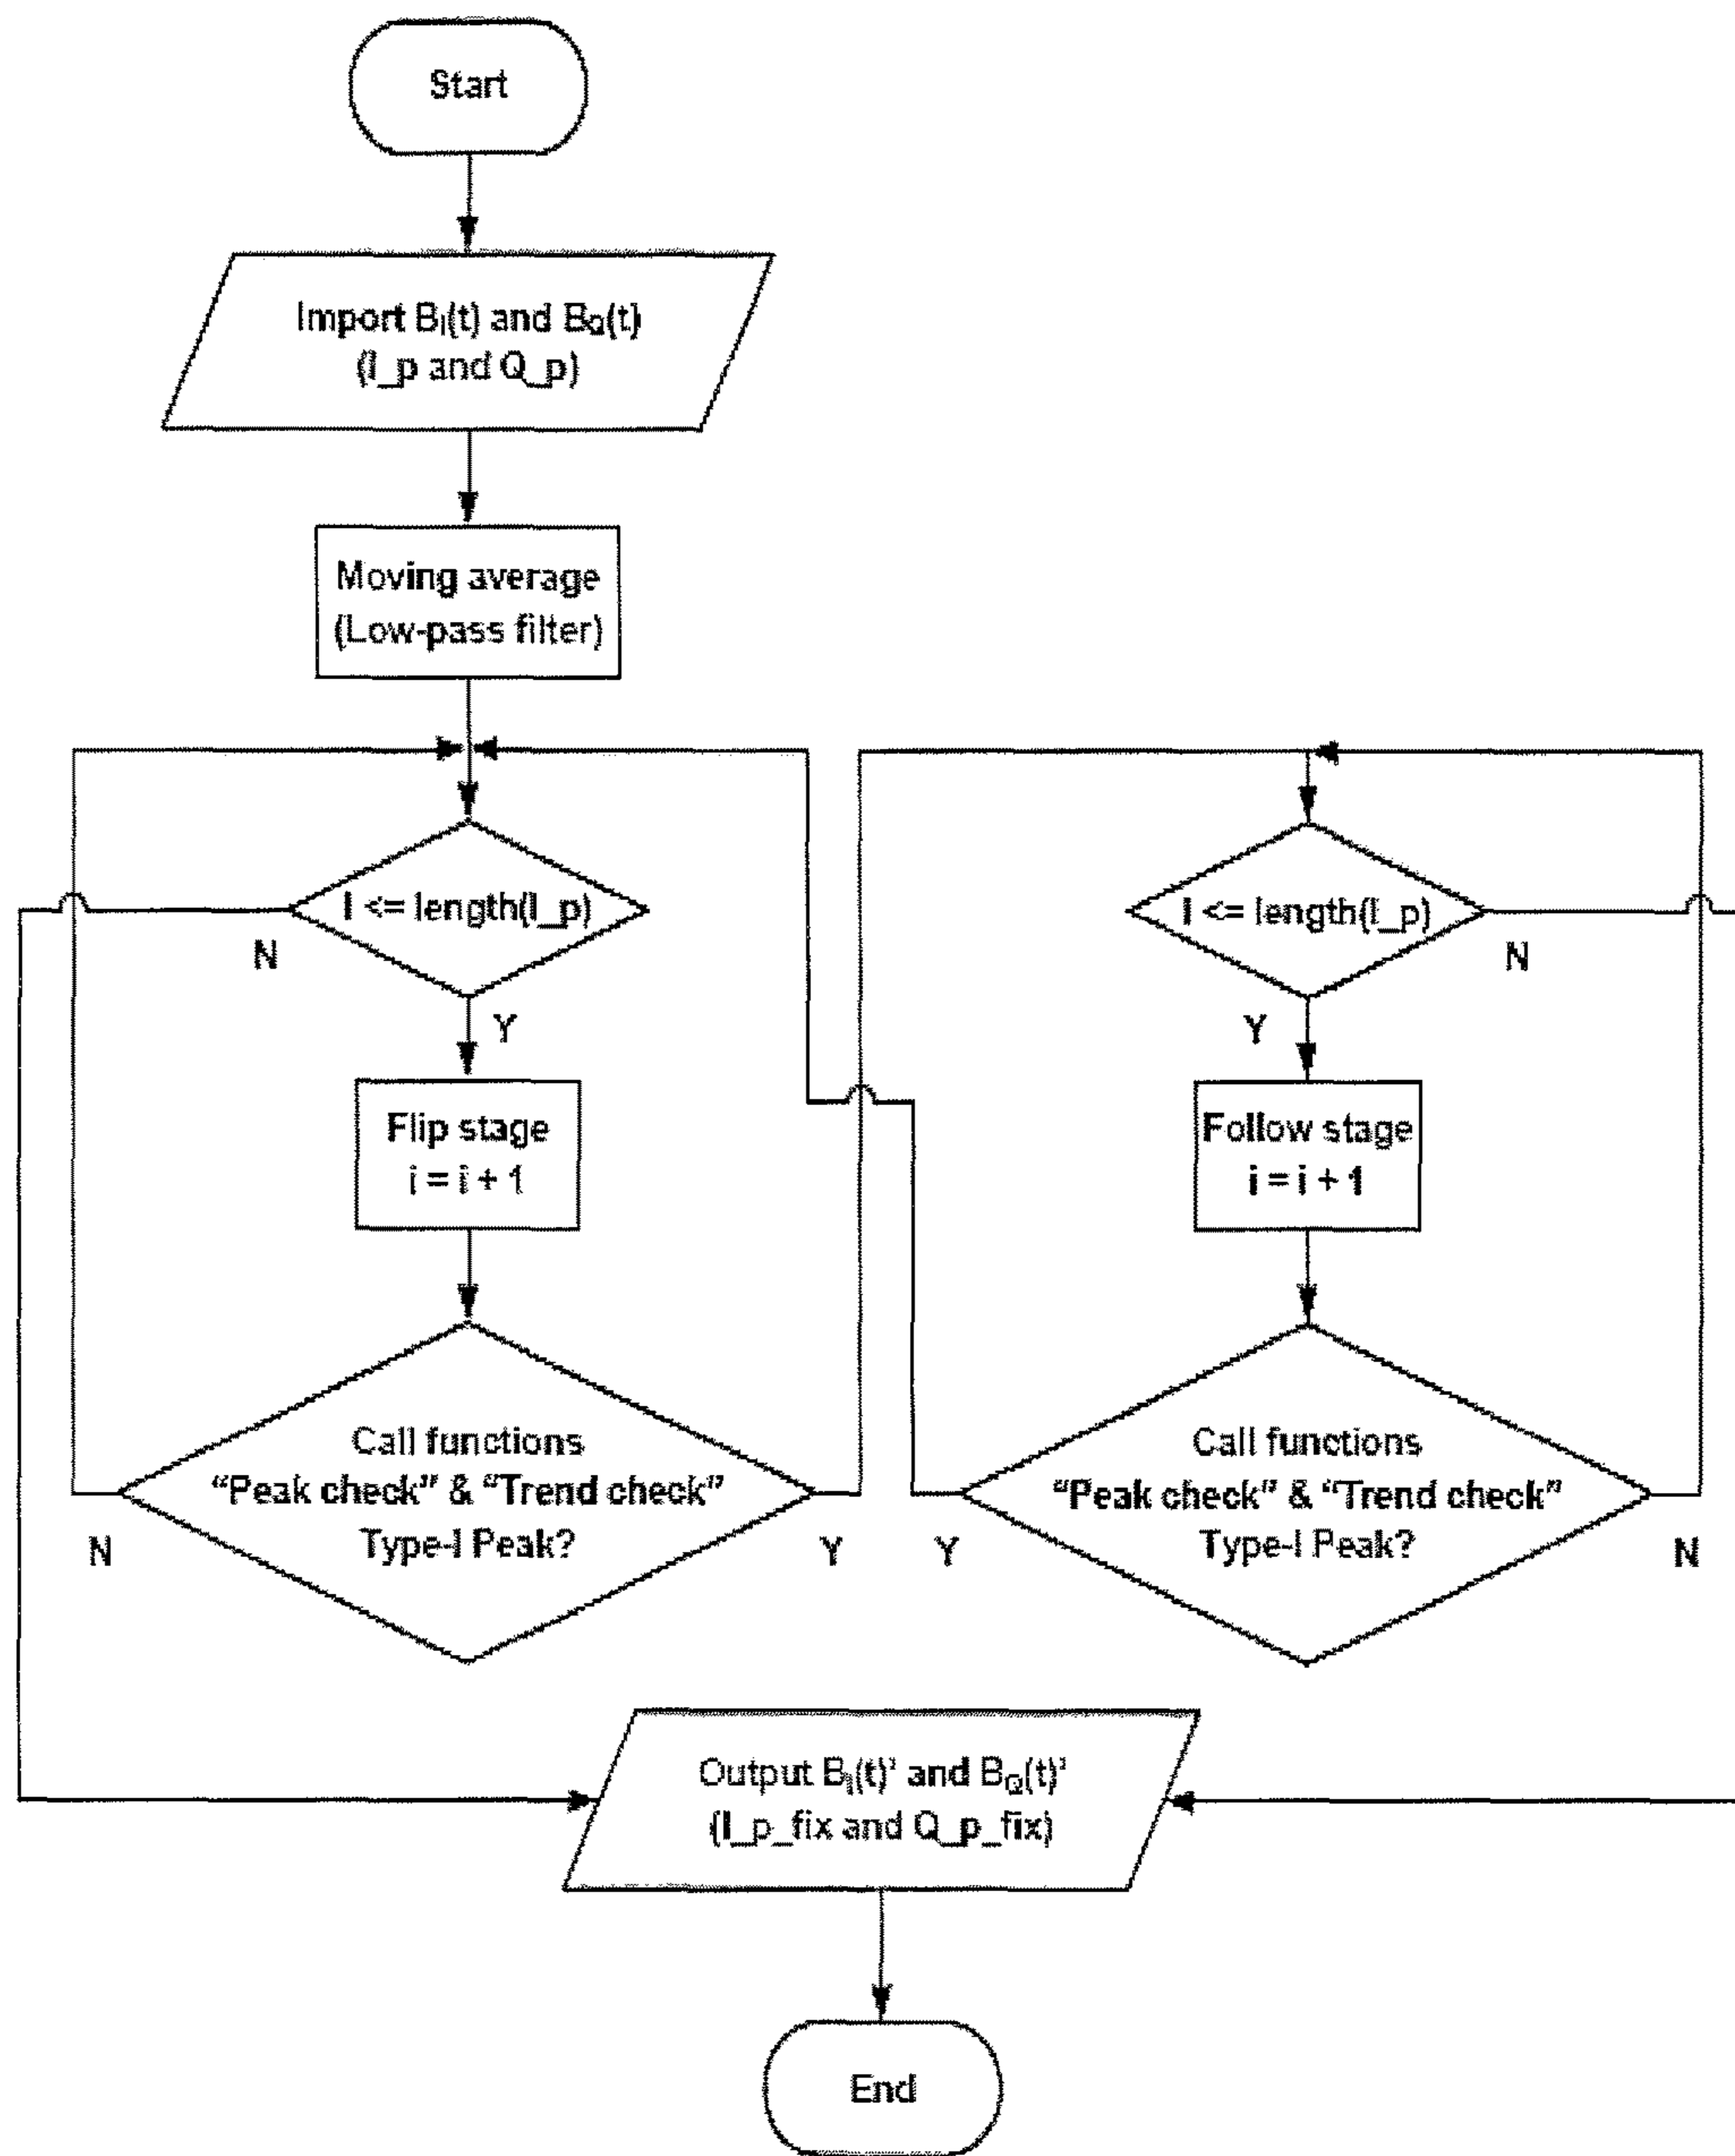 Start
Import B_I(t) and B_Q(t)
(I_p and Q_p)
Moving average
(Low-pass filter)
I <= length(I_p)
N
Y
Flip stage
i = i + 1
Call functions
“Peak check” & “Trend check”
Type-I Peak?
N
Y
I <= length(I_p)
N
Y
Follow stage
i = i + 1
Call functions
“Peak check” & “Trend check”
Type-I Peak?
Y
N
Output B_I(t)' and B_Q(t)'
(I_p_fix and Q_p_fix)
End